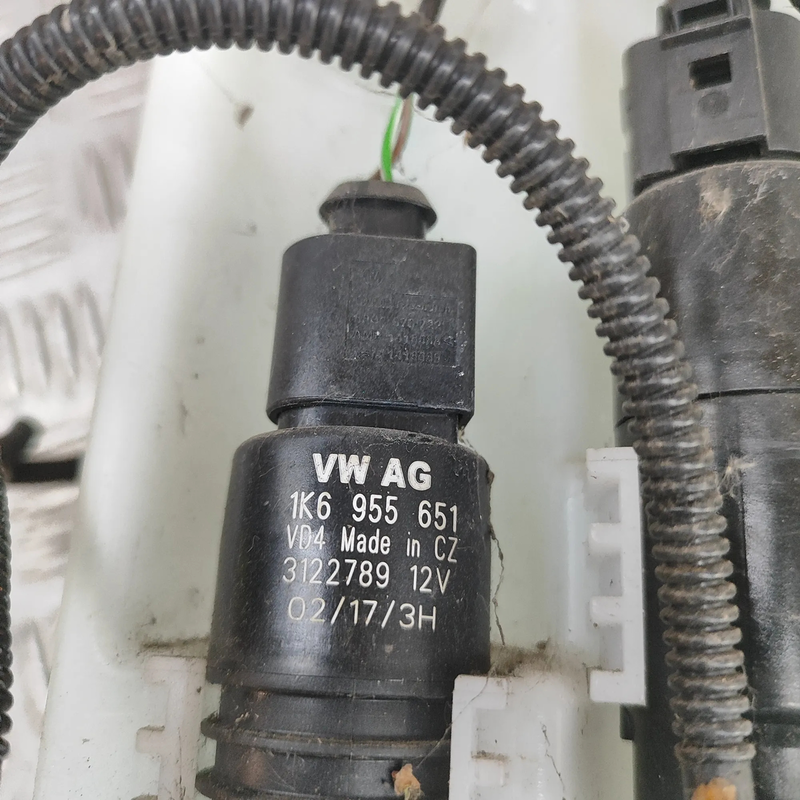 VW AG
1K6 955 651
VD4 Made in CZ
3122789 12V
02/17/3H